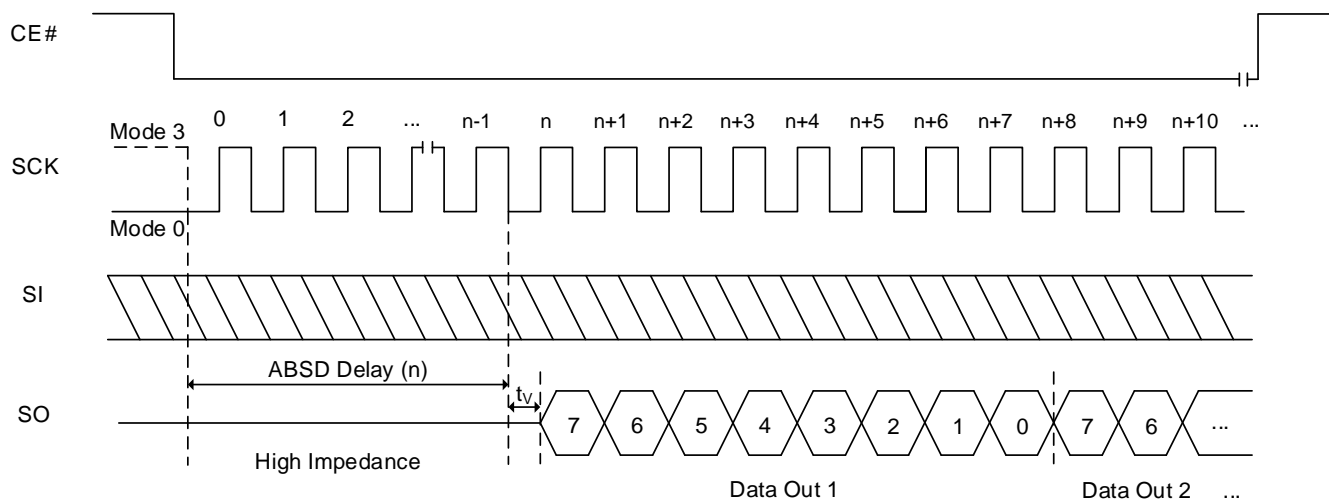 CE#
Mode 3
0 1 2 ... n-1 n n+1 n+2 n+3 n+4 n+5 n+6 n+7 n+8 n+9 n+10 ...
SCK
Mode 0
SI
ABSD Delay (n)
tV
SO
7 6 5 4 3 2 1 0 7 6 ...
High Impedance
Data Out 1 Data Out 2 ...